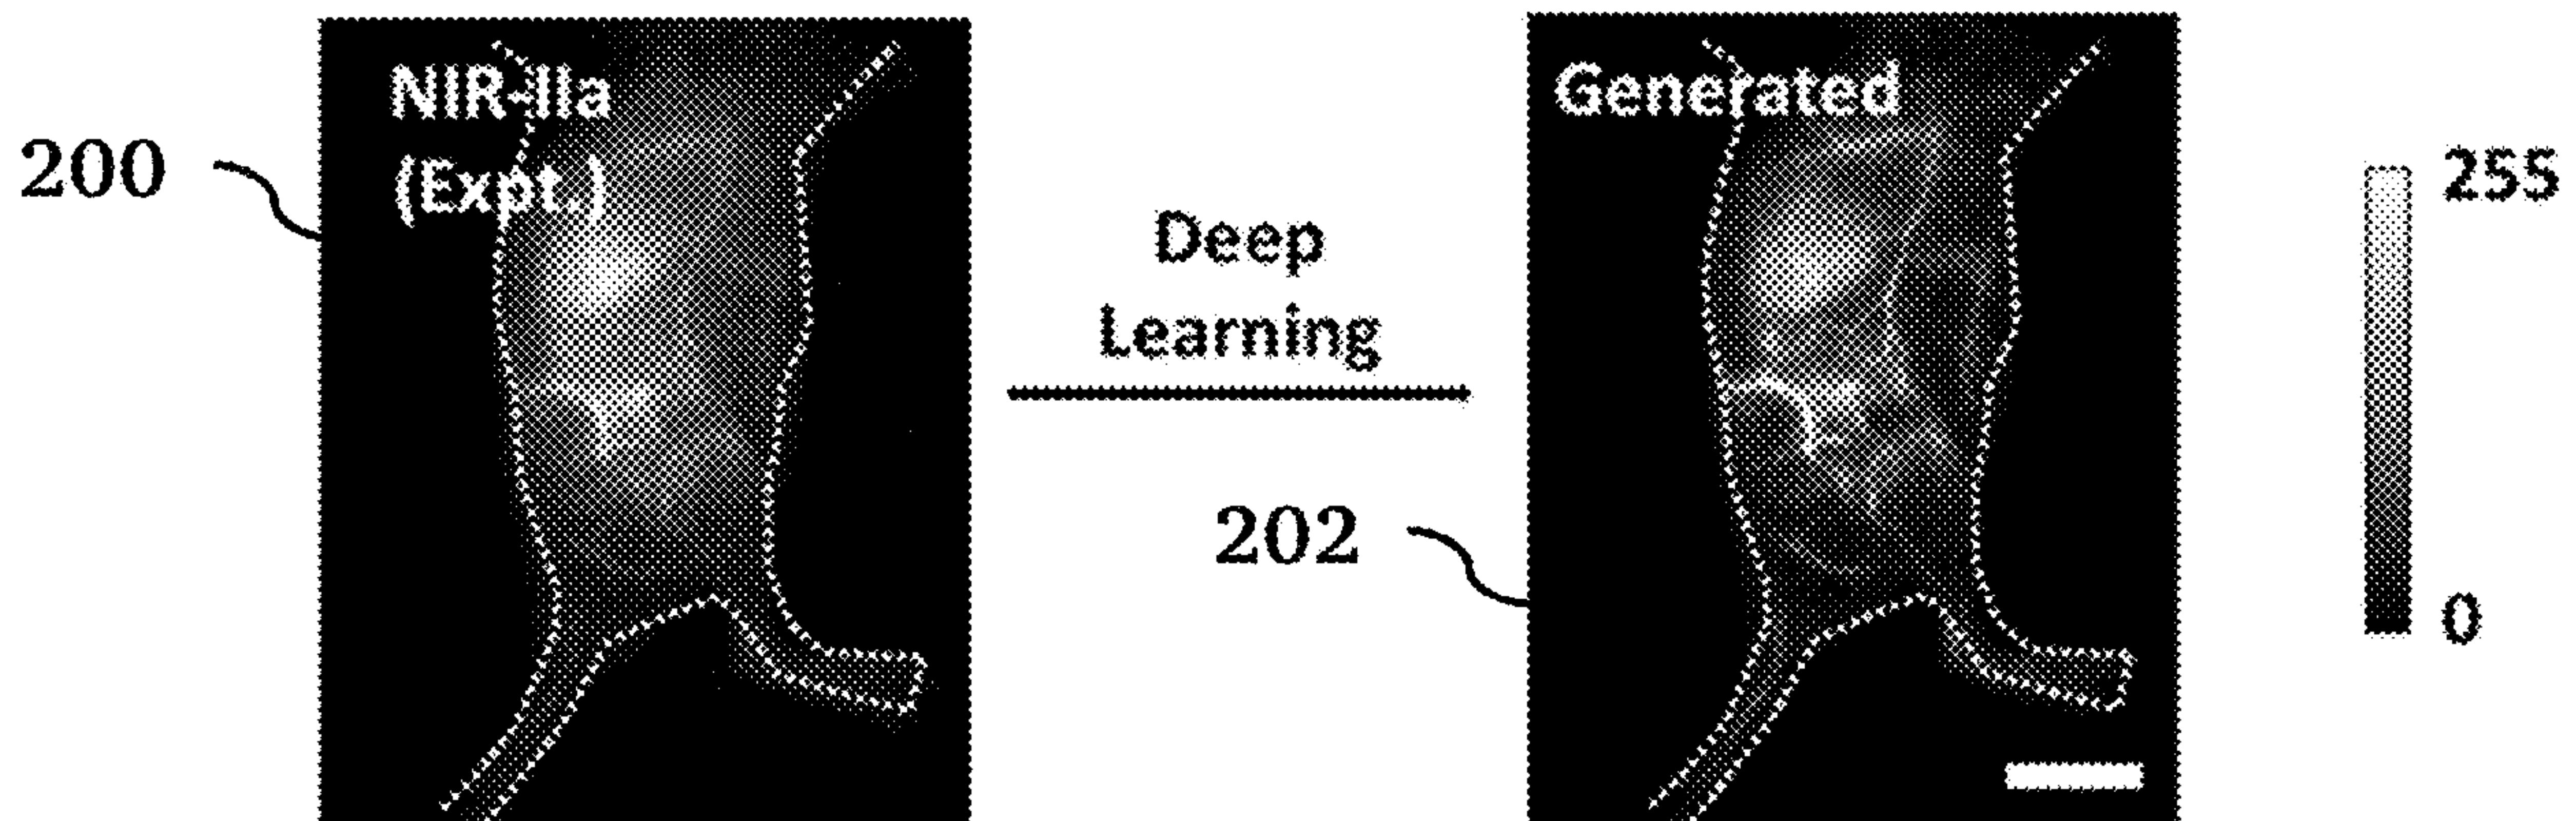 200
NIR-IIa
(Expt.)
Deep
Learning
202
Generated
255
0